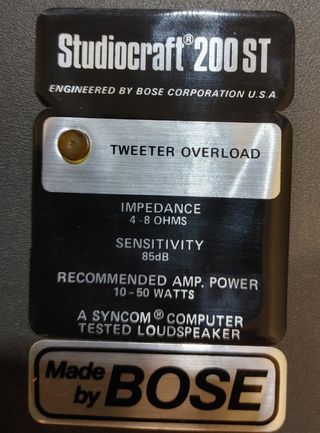 Studiocraft® 200 ST
ENGINEERED BY BOSE CORPORATION U.S.A.
TWEETER OVERLOAD
IMPEDANCE
4-8 OHMS
SENSITIVITY
85dB
RECOMMENDED AMP. POWER
10-50 WATTS
A SYNCOM® COMPUTER
TESTED LOUDSPEAKER
Made
by BOSE